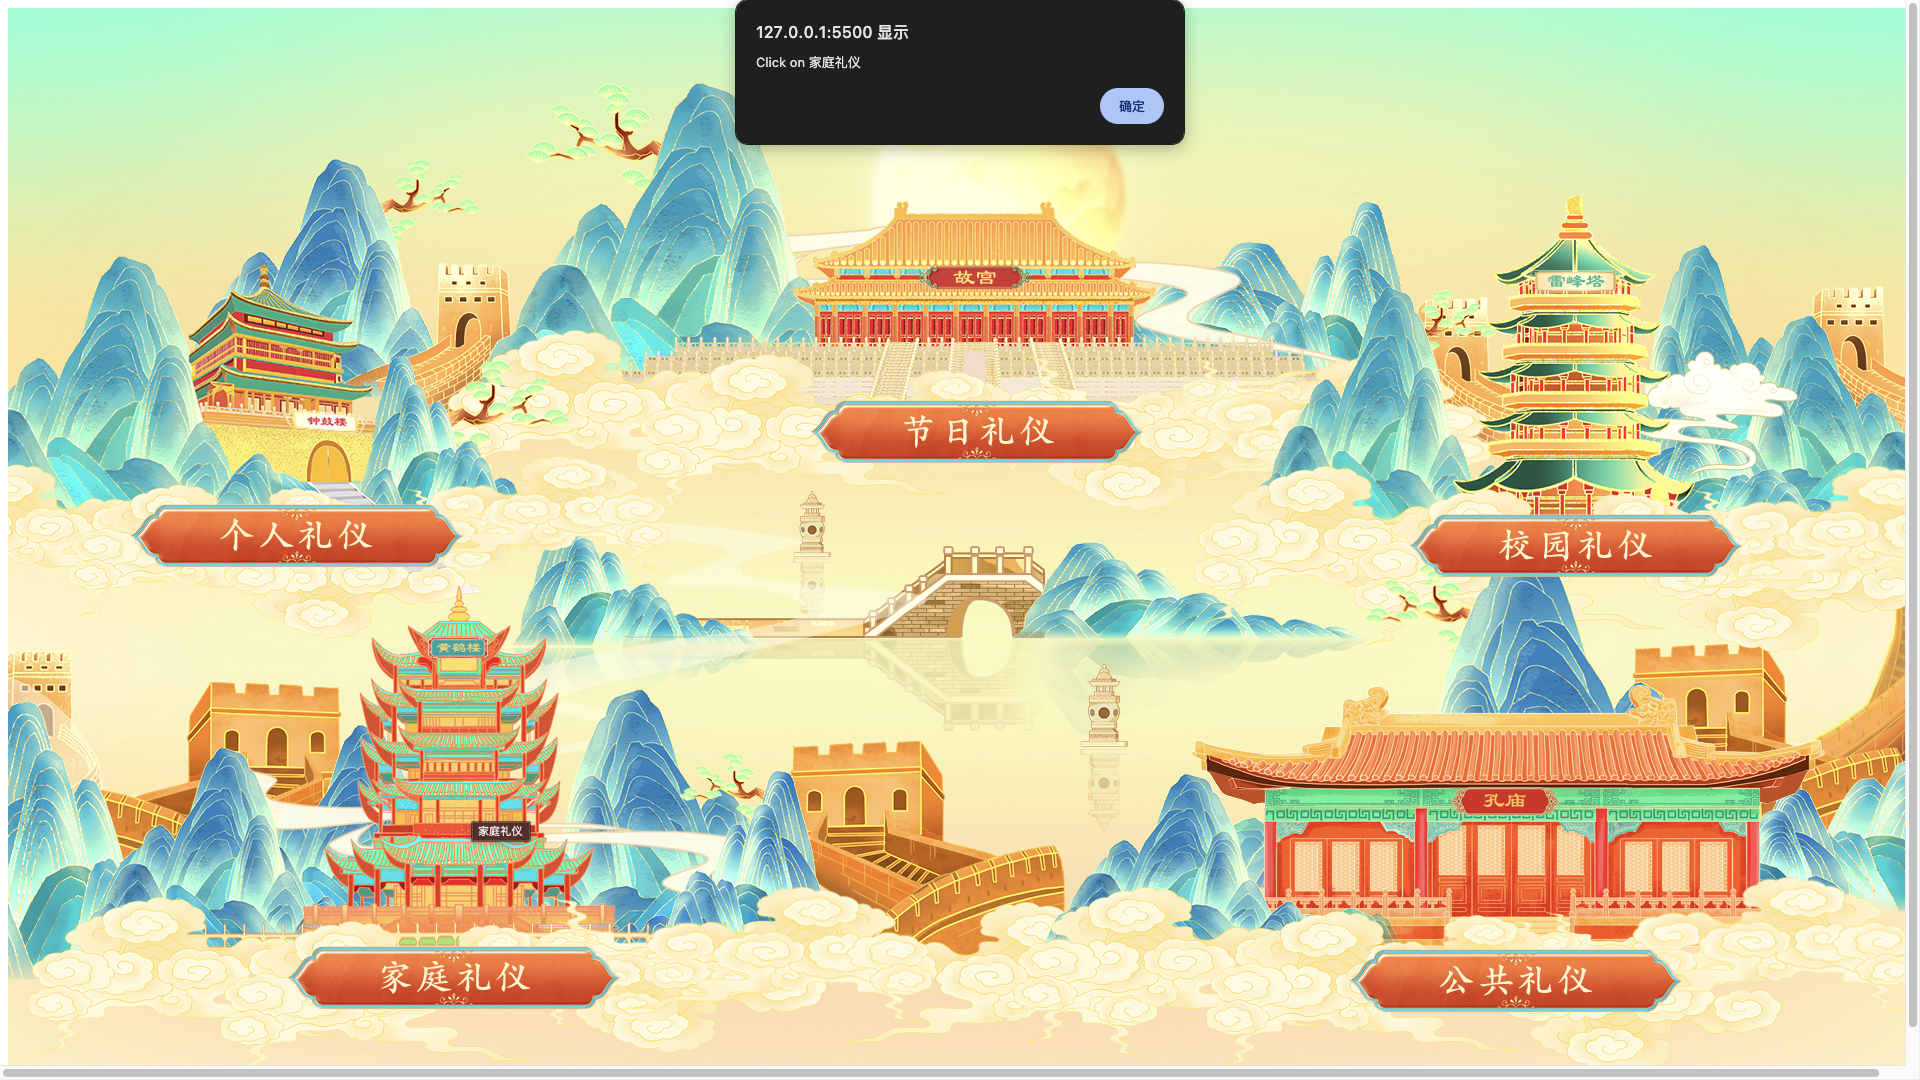 127.0.0.1:5500 显示
Click on 家庭礼仪
确定
故宫
雷峰塔
钟鼓楼
节日礼仪
个人礼仪
校园礼仪
黄鹤楼
孔庙
家庭礼仪
家庭礼仪
公共礼仪